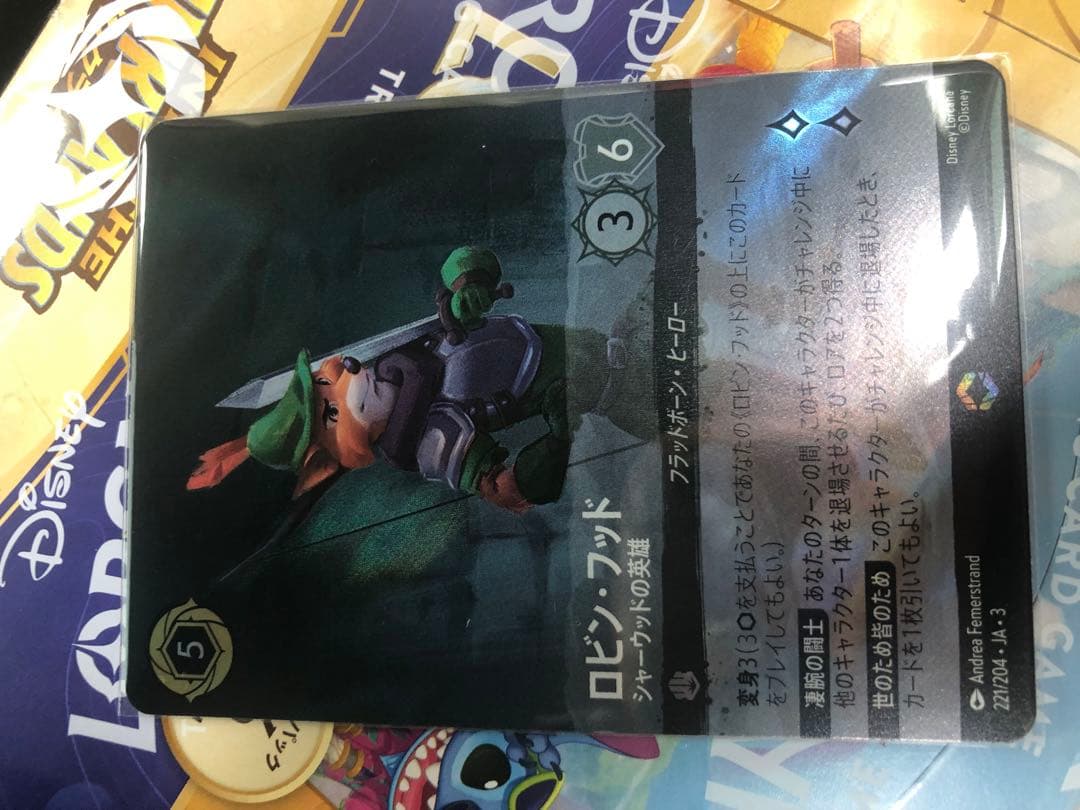 5
ロビン・フッド
シャーウッドの英雄
3
6
フラッドボーン・ヒーロー
変身3(3⬡を支払うことであなたの《ロビン・フッド》の上にこのカード
をプレイしてもよい。)
凄腕の闘士 あなたのターンの間、このキャラクターがチャレンジ中に
他のキャラクター1体を退場させるたび、ロアを2つ得る。
世のため皆のため このキャラクターがチャレンジ中に退場したとき、
カードを1枚引いてもよい。
Andrea Femerstrand
221/204・JA・3
Disney Lorcana
©Disney
DISNEY
パック
CARD GAME